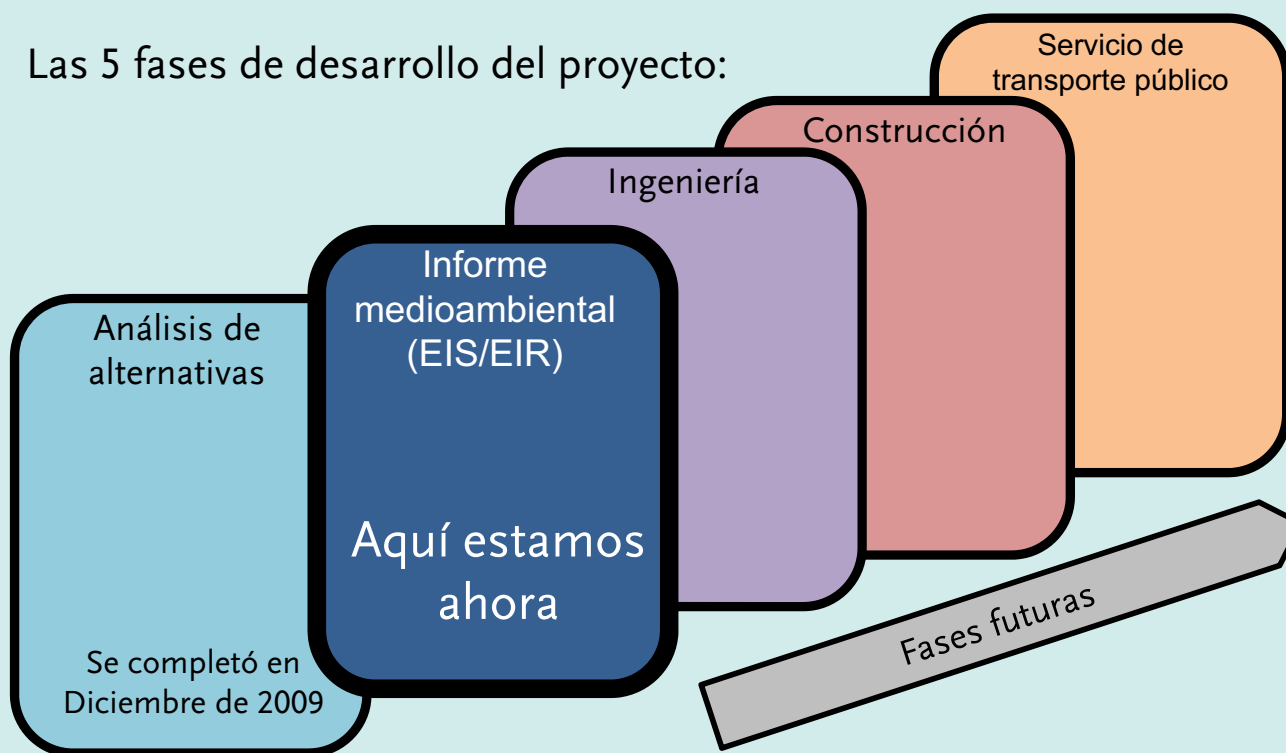 Las 5 fases de desarrollo del proyecto:
Análisis de
alternativas
Se completó en
Diciembre de 2009
Informe
medioambiental
(EIS/EIR)
Aquí estamos
ahora
Ingeniería
Construcción
Servicio de
transporte público
Fases futuras